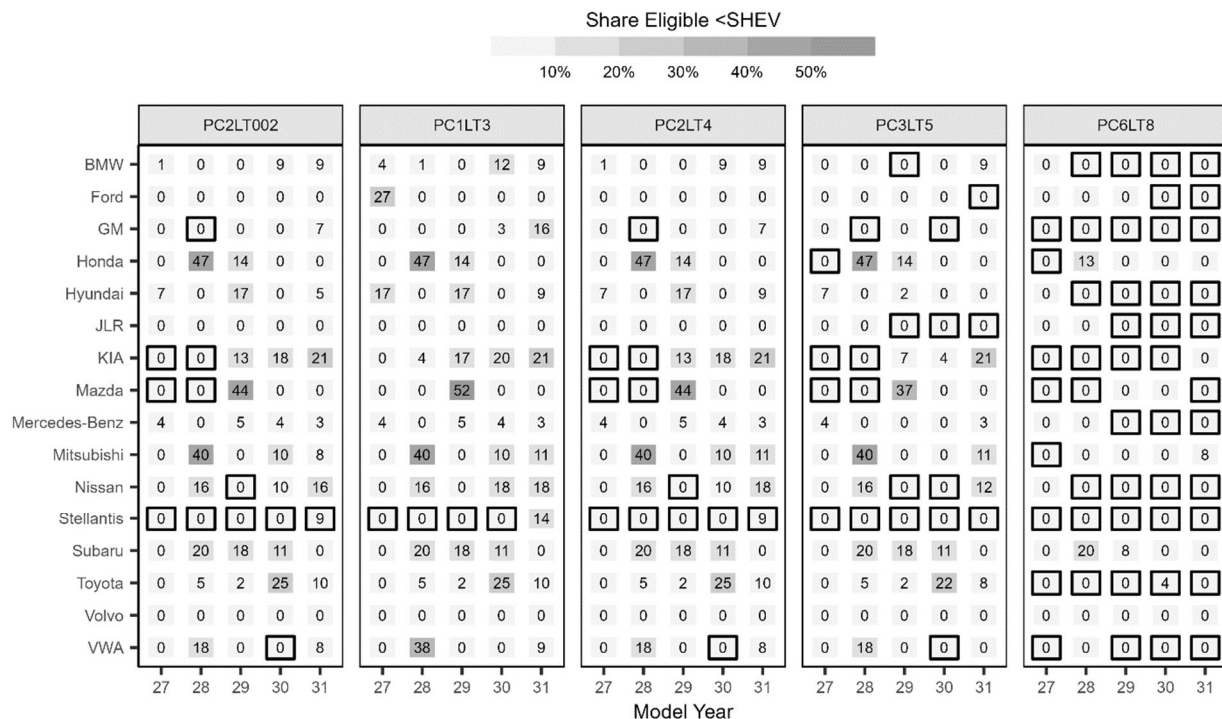 Share Eligible <SHEV
10% 20% 30% 40% 50%
PC2LT002 PC1LT3 PC2LT4 PC3LT5 PC6LT8
BMW 1 0 0 9 9 4 1 0 12 9 1 0 0 9 9 0 0 0 0 9 0 0 0 0 0
Ford 0 0 0 0 0 27 0 0 0 0 0 0 0 0 0 0 0 0 0 0 0 0 0 0 0
GM 0 0 0 0 7 0 0 0 3 16 0 0 0 0 7 0 0 0 0 0 0 0 0 0 0
Honda 0 47 14 0 0 0 47 14 0 0 0 47 14 0 0 0 47 14 0 0 0 13 0 0 0
Hyundai 7 0 17 0 5 17 0 17 0 9 7 0 17 0 9 7 0 2 0 0 0 0 0 0 0
JLR 0 0 0 0 0 0 0 0 0 0 0 0 0 0 0 0 0 0 0 0 0 0 0 0 0
KIA 0 0 13 18 21 0 4 17 20 21 0 0 13 18 21 0 0 7 4 21 0 0 0 0 0
Mazda 0 0 44 0 0 0 0 52 0 0 0 0 44 0 0 0 0 37 0 0 0 0 0 0 0
Mercedes-Benz 4 0 5 4 3 4 0 5 4 3 4 0 5 4 3 4 0 0 0 3 0 0 0 0 0
Mitsubishi 0 40 0 10 8 0 40 0 10 11 0 40 0 10 11 0 40 0 0 11 0 0 0 0 8
Nissan 0 16 0 10 16 0 16 0 18 18 0 16 0 10 18 0 16 0 0 12 0 0 0 0 0
Stellantis 0 0 0 0 9 0 0 0 0 14 0 0 0 0 9 0 0 0 0 0 0 0 0 0 0
Subaru 0 20 18 11 0 0 20 18 11 0 0 20 18 11 0 0 20 18 11 0 0 20 8 0 0
Toyota 0 5 2 25 10 0 5 2 25 10 0 5 2 25 10 0 5 2 22 8 0 0 0 4 0
Volvo 0 0 0 0 0 0 0 0 0 0 0 0 0 0 0 0 0 0 0 0 0 0 0 0 0
VWA 0 18 0 0 8 0 38 0 0 9 0 18 0 0 8 0 18 0 0 0 0 0 0 0 0
27 28 29 30 31 27 28 29 30 31 27 28 29 30 31 27 28 29 30 31 27 28 29 30 31
Model Year